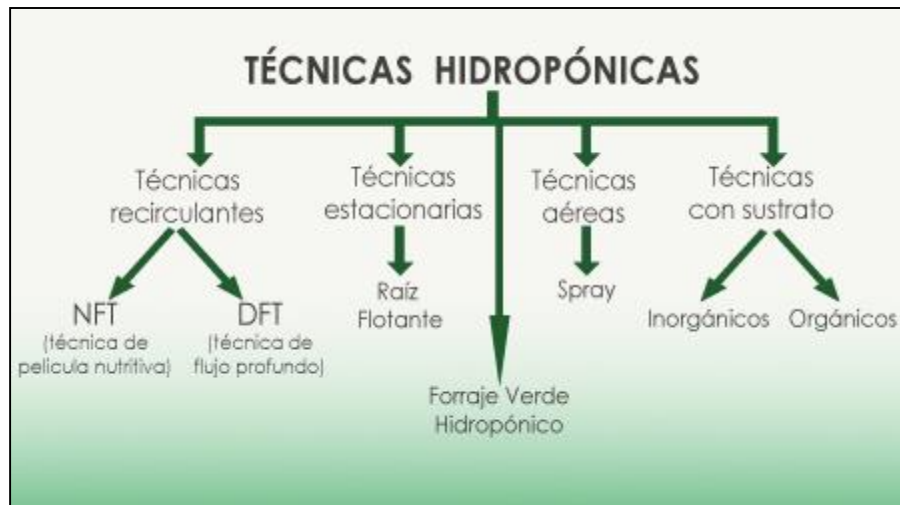 TÉCNICAS HIDROPÓNICAS
Técnicas
recirculantes
Técnicas
estacionarias
Técnicas
aéreas
Técnicas
con sustrato
NFT
(técnica de
pelicula nutritiva)
DFT
(técnica de
flujo profundo)
Raíz
Flotante
Spray
Inorgánicos
Orgánicos
Forraje Verde
Hidropónico